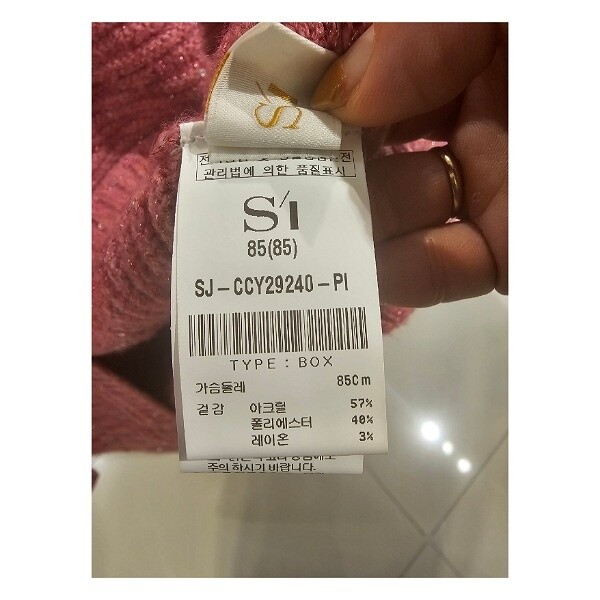 S
관리법에 의한 품질표시
S'I
85(85)
SJ-CCY29240-PI
TYPE : BOX
가슴둘레 85Cm
겉감 아크릴 57%
폴리에스터 40%
레이온 3%
주의 하시기 바랍니다.